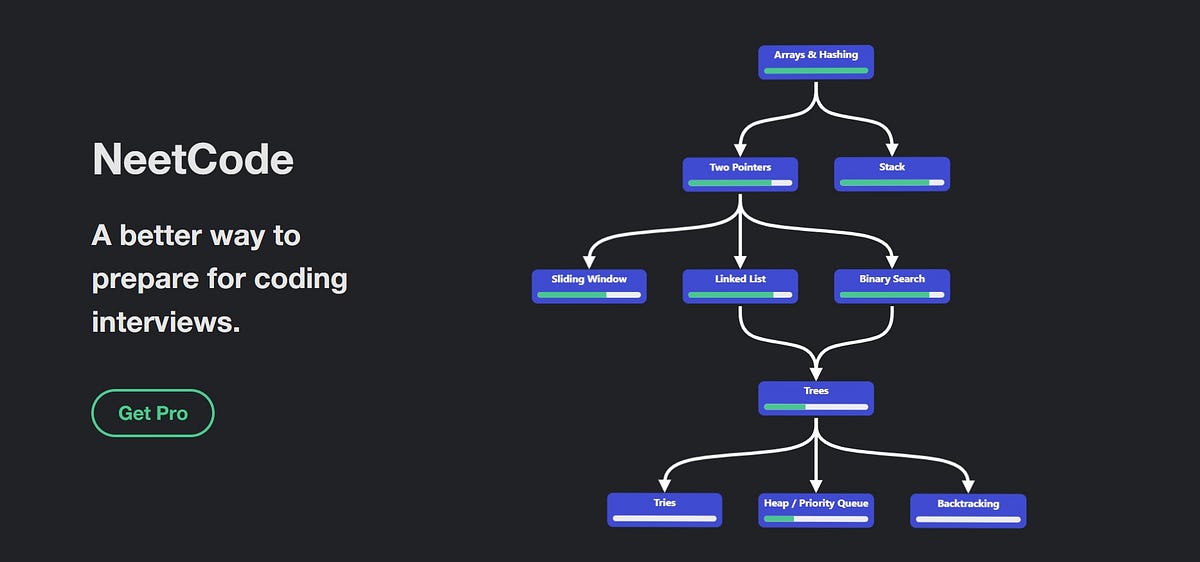 NeetCode
A better way to
prepare for coding
interviews.
Get Pro
Arrays & Hashing
Two Pointers
Stack
Sliding Window
Linked List
Binary Search
Trees
Tries
Heap / Priority Queue
Backtracking